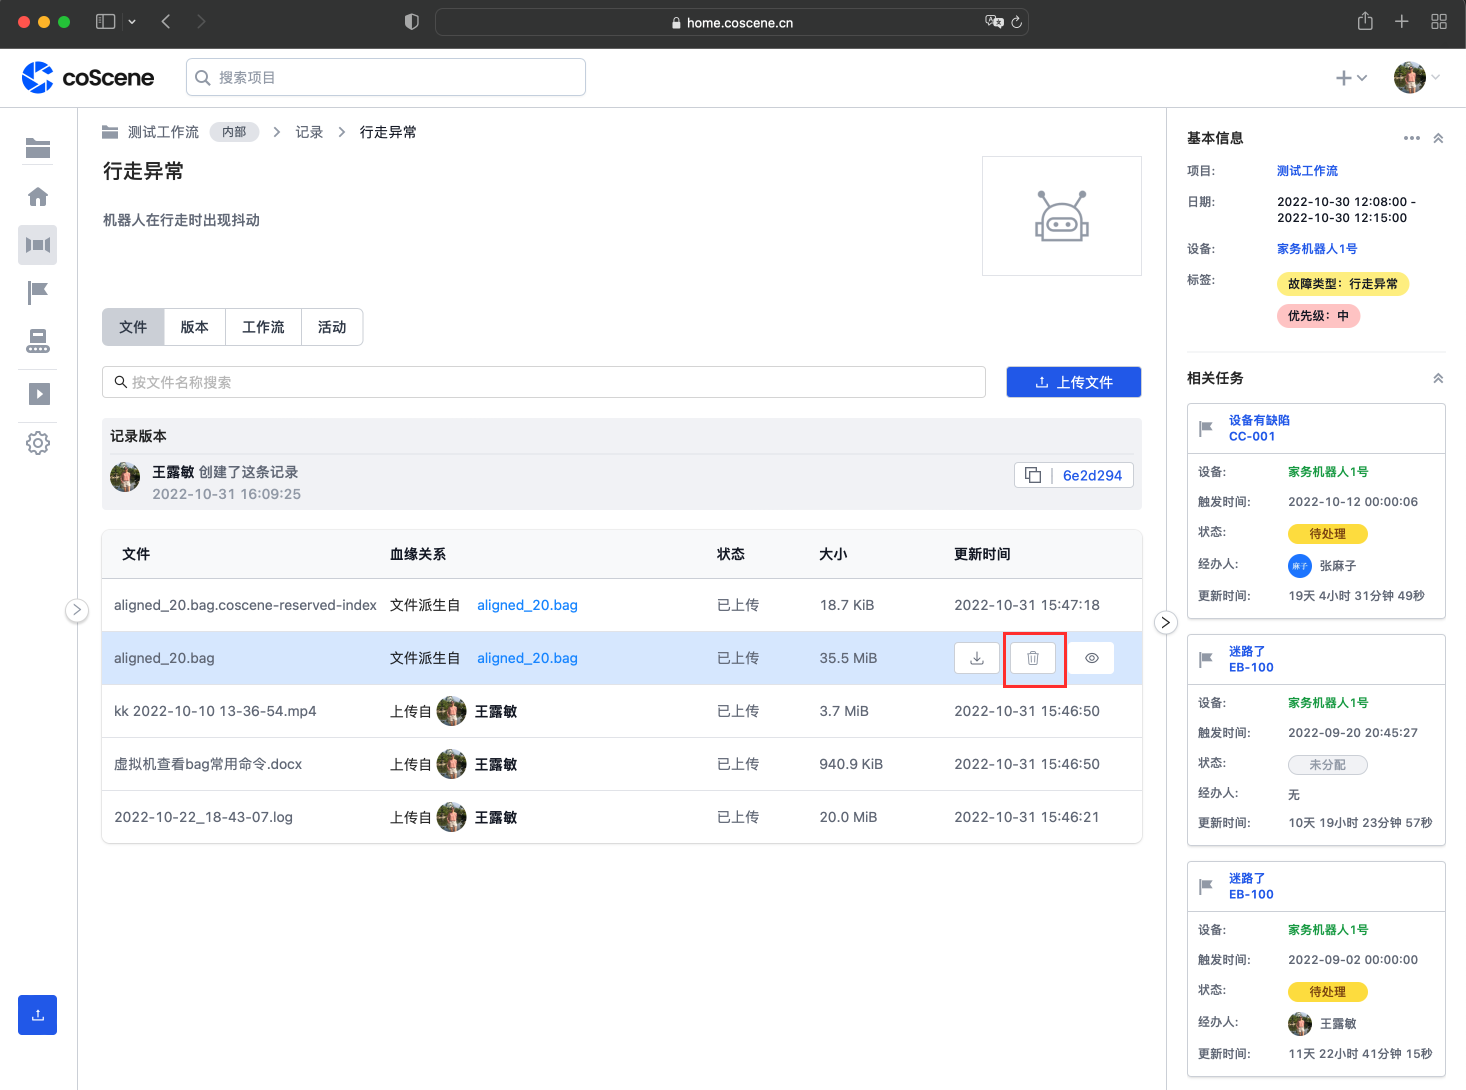 home.coscene.cn
coScene
搜索项目
测试工作流 内部 > 记录 > 行走异常
行走异常
机器人在行走时出现抖动
文件 版本 工作流 活动
按文件名称搜索
上传文件
记录版本
王露敏 创建了这条记录
2022-10-31 16:09:25
6e2d294
文件 血缘关系 状态 大小 更新时间
aligned_20.bag.coscene-reserved-index 文件派生自 aligned_20.bag 已上传 18.7 KiB 2022-10-31 15:47:18
aligned_20.bag 文件派生自 aligned_20.bag 已上传 35.5 MiB
kk 2022-10-10 13-36-54.mp4 上传自 王露敏 已上传 3.7 MiB 2022-10-31 15:46:50
虚拟机查看bag常用命令.docx 上传自 王露敏 已上传 940.9 KiB 2022-10-31 15:46:50
2022-10-22_18-43-07.log 上传自 王露敏 已上传 20.0 MiB 2022-10-31 15:46:21
基本信息
项目: 测试工作流
日期: 2022-10-30 12:08:00 -
2022-10-30 12:15:00
设备: 家务机器人1号
标签: 故障类型：行走异常
优先级：中
相关任务
设备有缺陷
CC-001
设备: 家务机器人1号
触发时间: 2022-10-12 00:00:06
状态: 待处理
经办人: 麻子 张麻子
更新时间: 19天 4小时 31分钟 49秒
迷路了
EB-100
设备: 家务机器人1号
触发时间: 2022-09-20 20:45:27
状态: 未分配
经办人: 无
更新时间: 10天 19小时 23分钟 57秒
迷路了
EB-100
设备: 家务机器人1号
触发时间: 2022-09-02 00:00:00
状态: 待处理
经办人: 王露敏
更新时间: 11天 22小时 41分钟 15秒